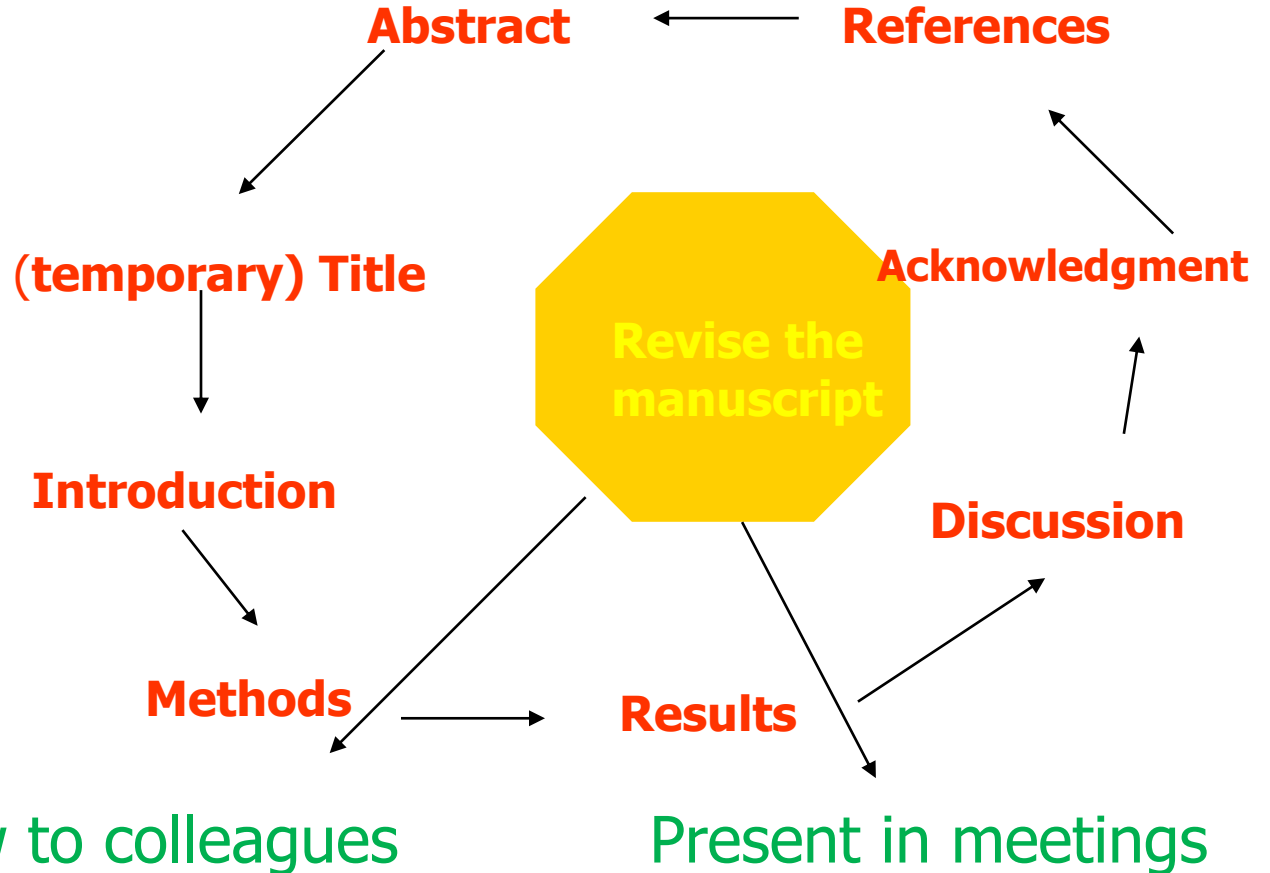 Abstract
References
(temporary) Title
Acknowledgment
Revise the
manuscript
Introduction
Discussion
Methods
Results
to colleagues
Present in meetings